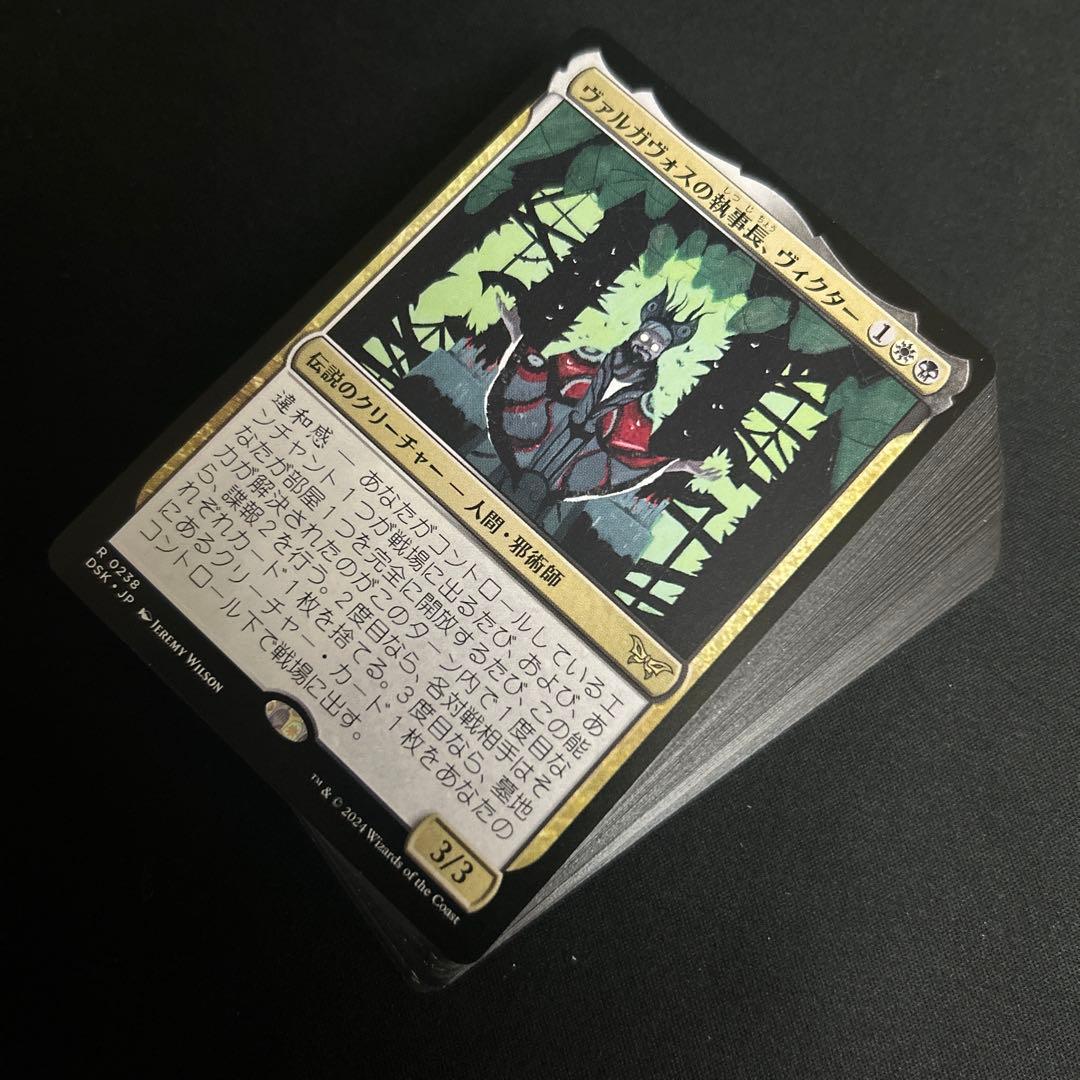 ヴァルガヴォスの執事長、ヴィクター 1
しつ じ ちょう
伝説のクリーチャー ― 人間・邪術師
違和感 ― あなたがコントロールしているエ
ンチャント1つが戦場に出るたび、および、あ
なたが部屋1つを完全に開放するたび、この能
力が解決されたのがこのターン内で1度目な
ら、諜報2を行う。2度目なら、各対戦相手はそ
れぞれカード1枚を捨てる。3度目なら、墓地
にあるクリーチャー・カード1枚をあなたの
コントロール下で戦場に出す。
3/3
R 0238
DSK • JP JEREMY WILSON
™ & © 2024 Wizards of the Coast